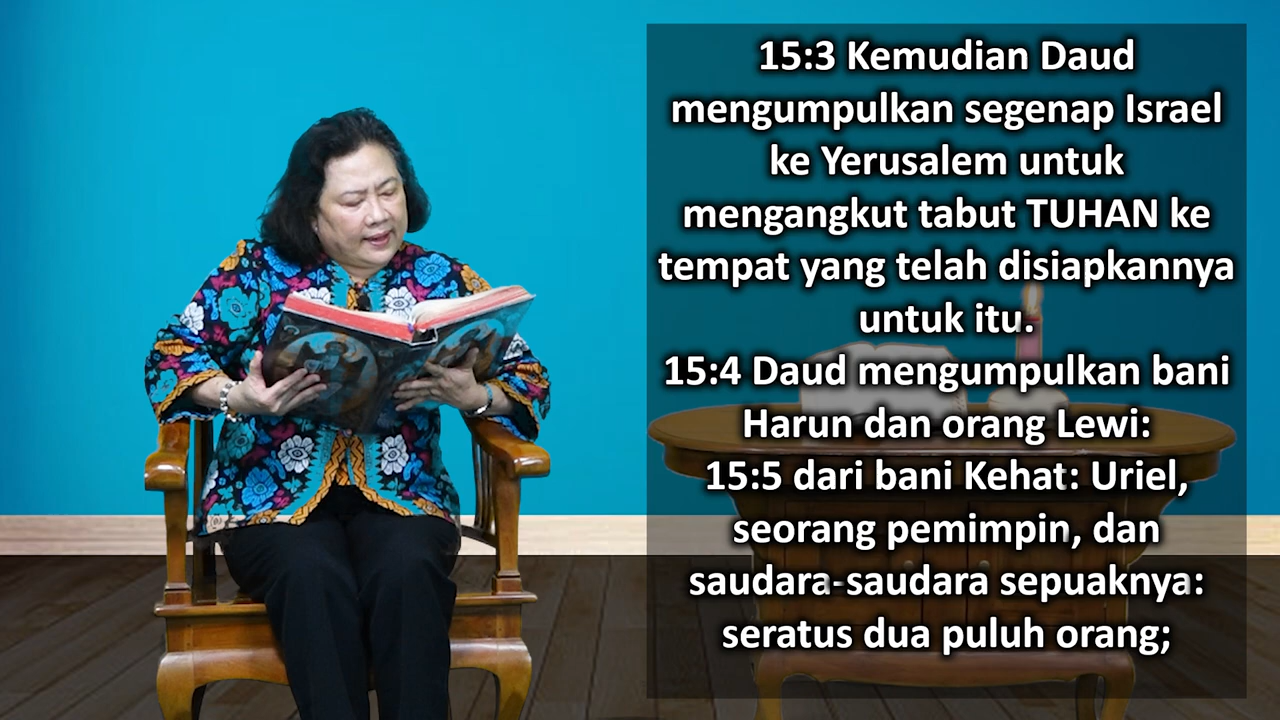 15:3 Kemudian Daud
mengumpulkan segenap Israel
ke Yerusalem untuk
mengangkut tabut TUHAN ke
tempat yang telah disiapkannya
untuk itu.
15:4 Daud mengumpulkan bani
Harun dan orang Lewi:
15:5 dari bani Kehat: Uriel,
seorang pemimpin, dan
saudara-saudara sepuaknya:
seratus dua puluh orang;